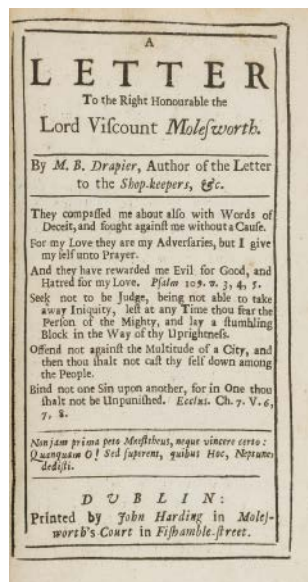 A
LETTER
To the Right Honourable the
Lord Viſcount Moleſworth.
By M. B. Drapier, Author of the Letter
to the Shop-keepers, &c.
They compaſſed me about alſo with Words of
Deceit, and fought againſt me without a Cauſe.
For my Love they are my Adverſaries, but I give
my ſelf unto Prayer.
And they have rewarded me Evil for Good, and
Hatred for my Love. Pſalm 109. v. 3, 4, 5.
Seek not to be Judge, being not able to take
away Iniquity, leſt at any Time thou fear the
Perſon of the Mighty, and lay a ſtumbling
Block in the Way of thy Uprightneſs.
Offend not againſt the Multitude of a City, and
then thou ſhalt not caſt thy ſelf down among
the People.
Bind not one Sin upon another, for in One thou
ſhalt not be Unpuniſhed. Ecclus. Ch. 7. V. 6,
7, 8.
Non jam prima peto Mneſtheus, neque vincere certo:
Quanquam O! Sed ſuperent, quibus Hoc, Neptune,
dediſti.
DVBLIN:
Printed by John Harding in Moleſ-
worth's Court in Fiſhamble-ſtreet.